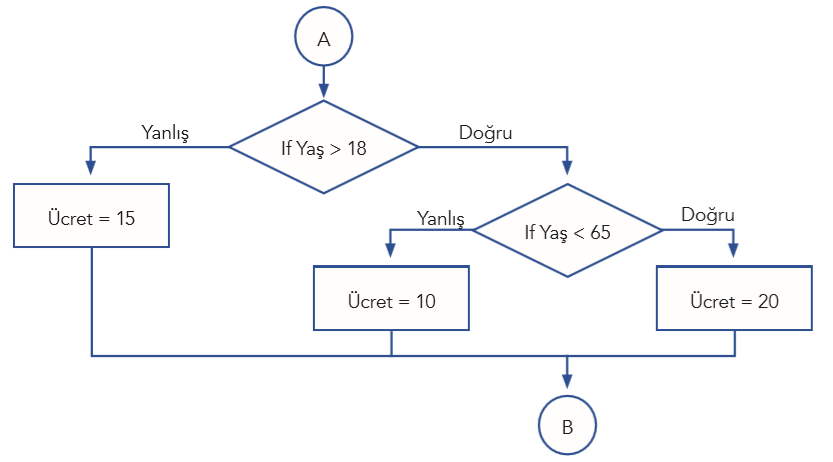 A
Yanlış
Doğru
If Yaş > 18
Ücret = 15
Yanlış
Doğru
If Yaş < 65
Ücret = 10
Ücret = 20
B